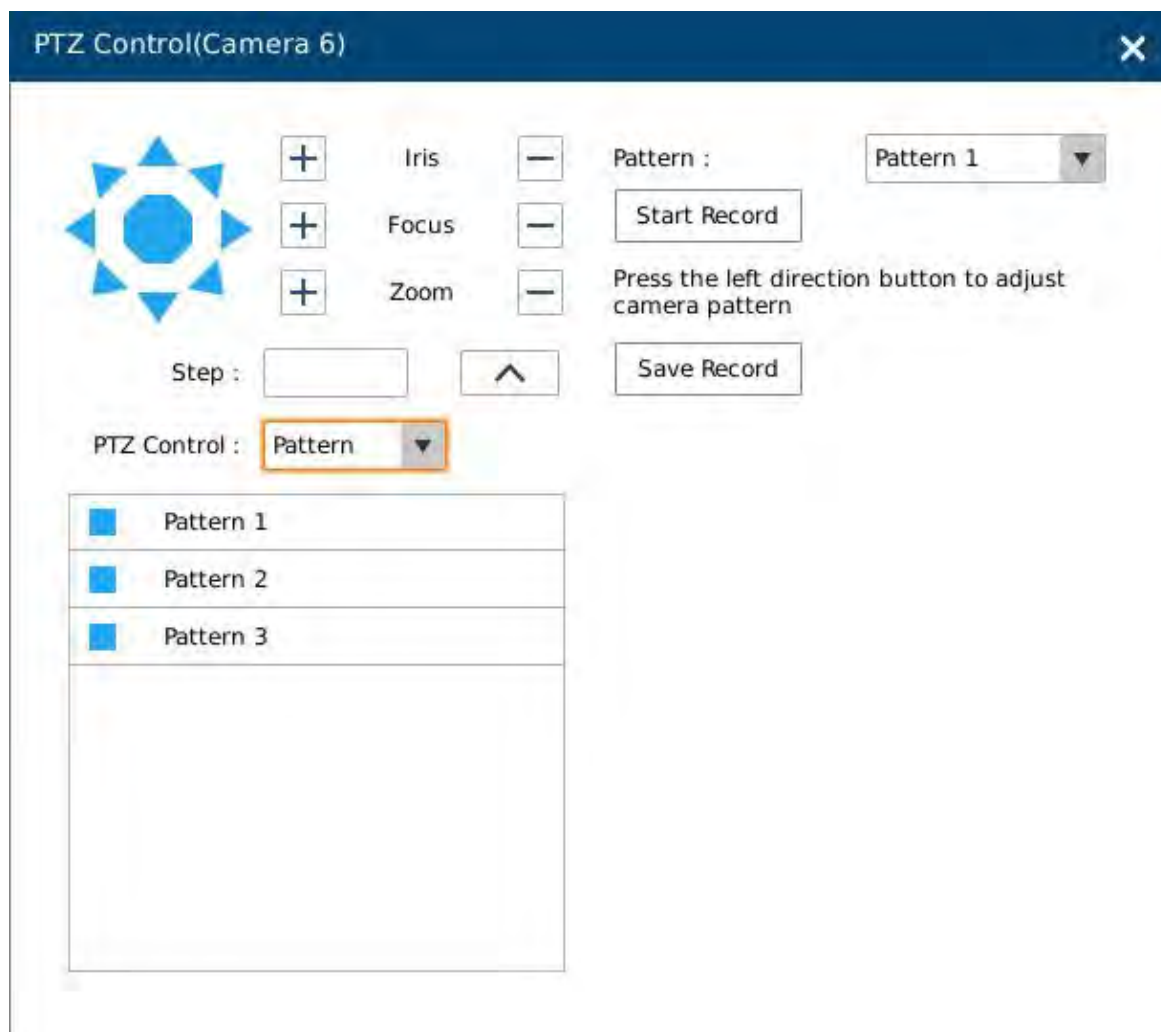 PTZ Control(Camera 6)
Iris
Focus
Zoom
Step :
PTZ Control : Pattern
Pattern 1
Pattern 2
Pattern 3
Pattern : Pattern 1
Start Record
Press the left direction button to adjust
camera pattern
Save Record